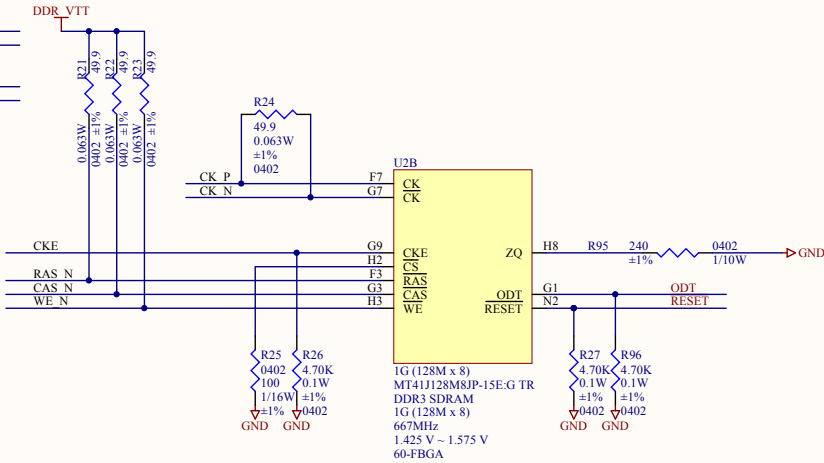 DDR_VTT
R21
49.9
0.063W
0402 ±1%
R22
49.9
0.063W
0402 ±1%
R23
49.9
0.063W
0402 ±1%
R24
49.9
0.063W
±1%
0402
U2B
CK_P
F7
CK
CK_N
G7
CK
CKE
G9
CKE
H2
CS
RAS_N
F3
RAS
CAS_N
G3
CAS
WE_N
H3
WE
ZQ
H8
R95
240
±1%
0402
1/10W
GND
ODT
G1
ODT
RESET
N2
RESET
R25
0402
100
1/16W
±1%
GND
R26
4.70K
0.1W
±1%
0402
GND
1G (128M x 8)
MT41J128M8JP-15E:G TR
DDR3 SDRAM
1G (128M x 8)
667MHz
1.425 V ~ 1.575 V
60-FBGA
R27
4.70K
0.1W
±1%
0402
GND
R96
4.70K
0.1W
±1%
0402
GND